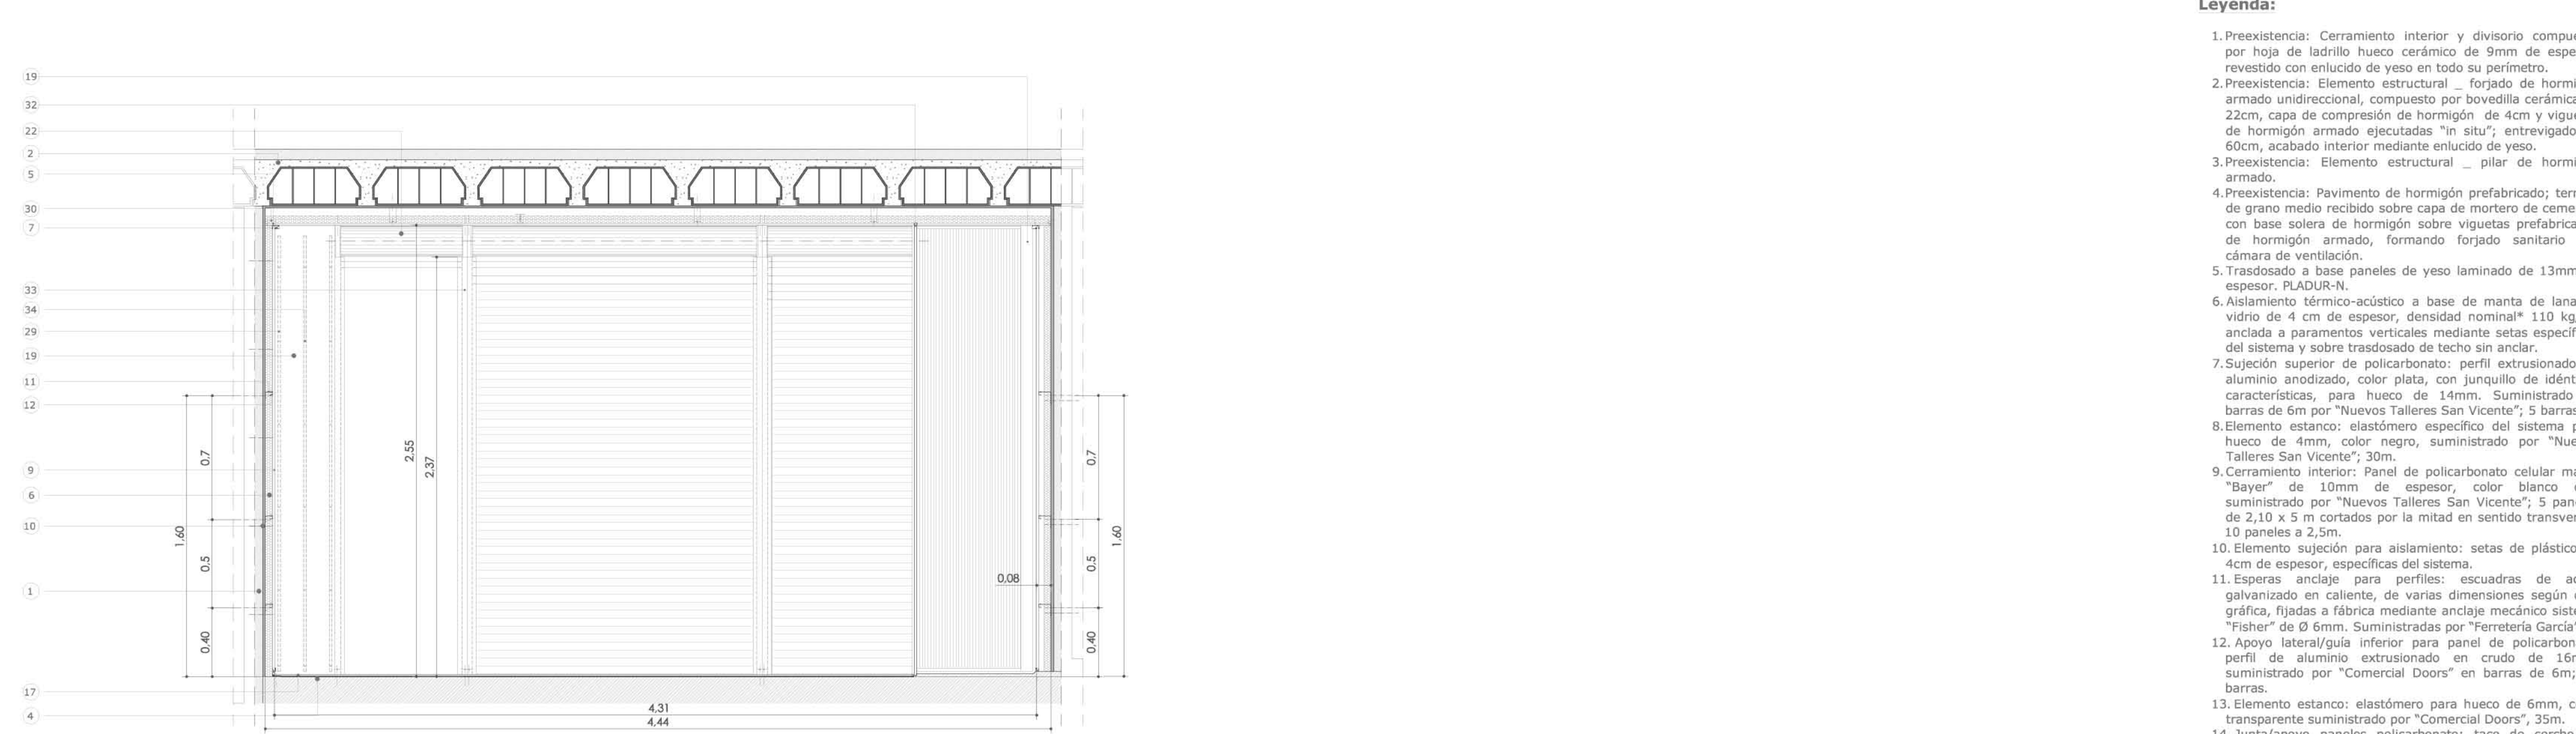 19
32
22
2
5
30
7
33
34
29
19
11
12
9
6
10
1
17
4
2,55
2,37
0,7
0,5
0,40
1,60
0,7
0,5
0,40
1,60
0,08
4,31
4,44
Leyenda:
1. Preexistencia: Cerramiento interior y divisorio
por hoja de ladrillo hueco cerámico de 9mm de
revestido con enlucido de yeso en todo su perímetro.
2. Preexistencia: Elemento estructural _ forjado de
armado unidireccional, compuesto por bovedilla
22cm, capa de compresión de hormigón de 4cm y
de hormigón armado ejecutadas "in situ"; entrevigado
60cm, acabado interior mediante enlucido de yeso.
3. Preexistencia: Elemento estructural _ pilar de
armado.
4. Preexistencia: Pavimento de hormigón prefabricado;
de grano medio recibido sobre capa de mortero de
con base solera de hormigón sobre viguetas
de hormigón armado, formando forjado sanitario
cámara de ventilación.
5. Trasdosado a base paneles de yeso laminado de 13mm
espesor. PLADUR-N.
6. Aislamiento térmico-acústico a base de manta de lana
vidrio de 4 cm de espesor, densidad nominal* 110
anclada a paramentos verticales mediante setas
del sistema y sobre trasdosado de techo sin anclar.
7. Sujeción superior de policarbonato: perfil extrusionado
aluminio anodizado, color plata, con junquillo de
características, para hueco de 14mm. Suministrado
barras de 6m por "Nuevos Talleres San Vicente"; 5 barras
8. Elemento estanco: elastómero específico del sistema
hueco de 4mm, color negro, suministrado por
Talleres San Vicente"; 30m.
9. Cerramiento interior: Panel de policarbonato celular
"Bayer" de 10mm de espesor, color blanco
suministrado por "Nuevos Talleres San Vicente"; 5
de 2,10 x 5 m cortados por la mitad en sentido
10 paneles a 2,5m.
10. Elemento sujeción para aislamiento: setas de plástico
4cm de espesor, específicas del sistema.
11. Esperas anclaje para perfiles: escuadras de
galvanizado en caliente, de varias dimensiones según
gráfica, fijadas a fábrica mediante anclaje mecánico
"Fisher" de Ø 6mm. Suministradas por "Ferretería García"
12. Apoyo lateral/guía inferior para panel de
perfil de aluminio extrusionado en crudo de
suministrado por "Comercial Doors" en barras de 6m;
barras.
13. Elemento estanco: elastómero para hueco de 6mm,
transparente suministrado por "Comercial Doors", 35m.